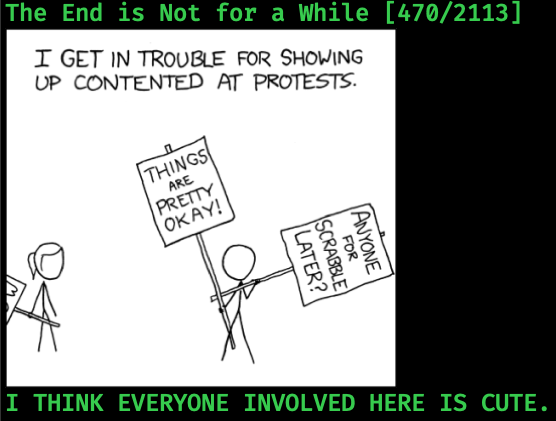 The End is Not for a While [470/2113]
I GET IN TROUBLE FOR SHOWING
UP CONTENTED AT PROTESTS.
THINGS
ARE
PRETTY
OKAY!
ANYONE
FOR
SCRABBLE
LATER?
I THINK EVERYONE INVOLVED HERE IS CUTE.